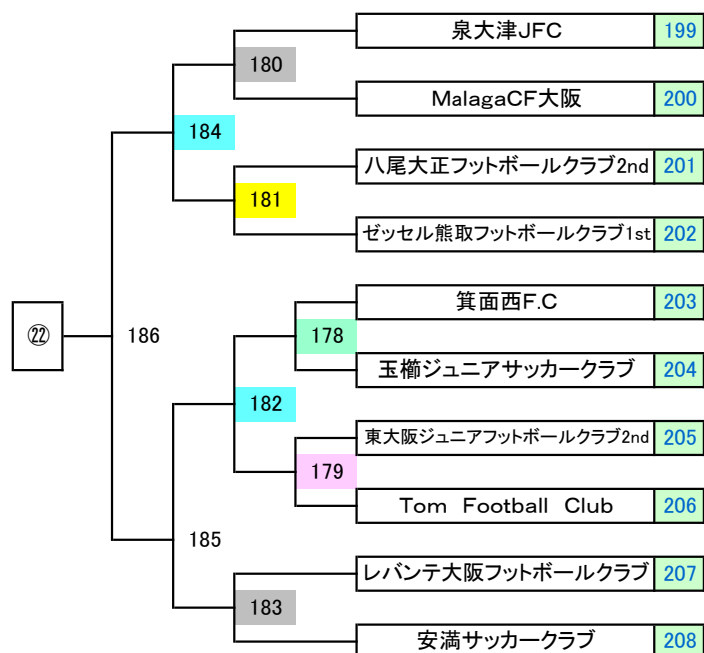 泉大津JFC 199
180
MalagaCF大阪 200
184
八尾大正フットボールクラブ2nd 201
181
ゼッセル熊取フットボールクラブ1st 202
箕面西F.C 203
㉒ 186 178
玉櫛ジュニアサッカークラブ 204
182
東大阪ジュニアフットボールクラブ2nd 205
179
Tom Football Club 206
185
レバンテ大阪フットボールクラブ 207
183
安満サッカークラブ 208